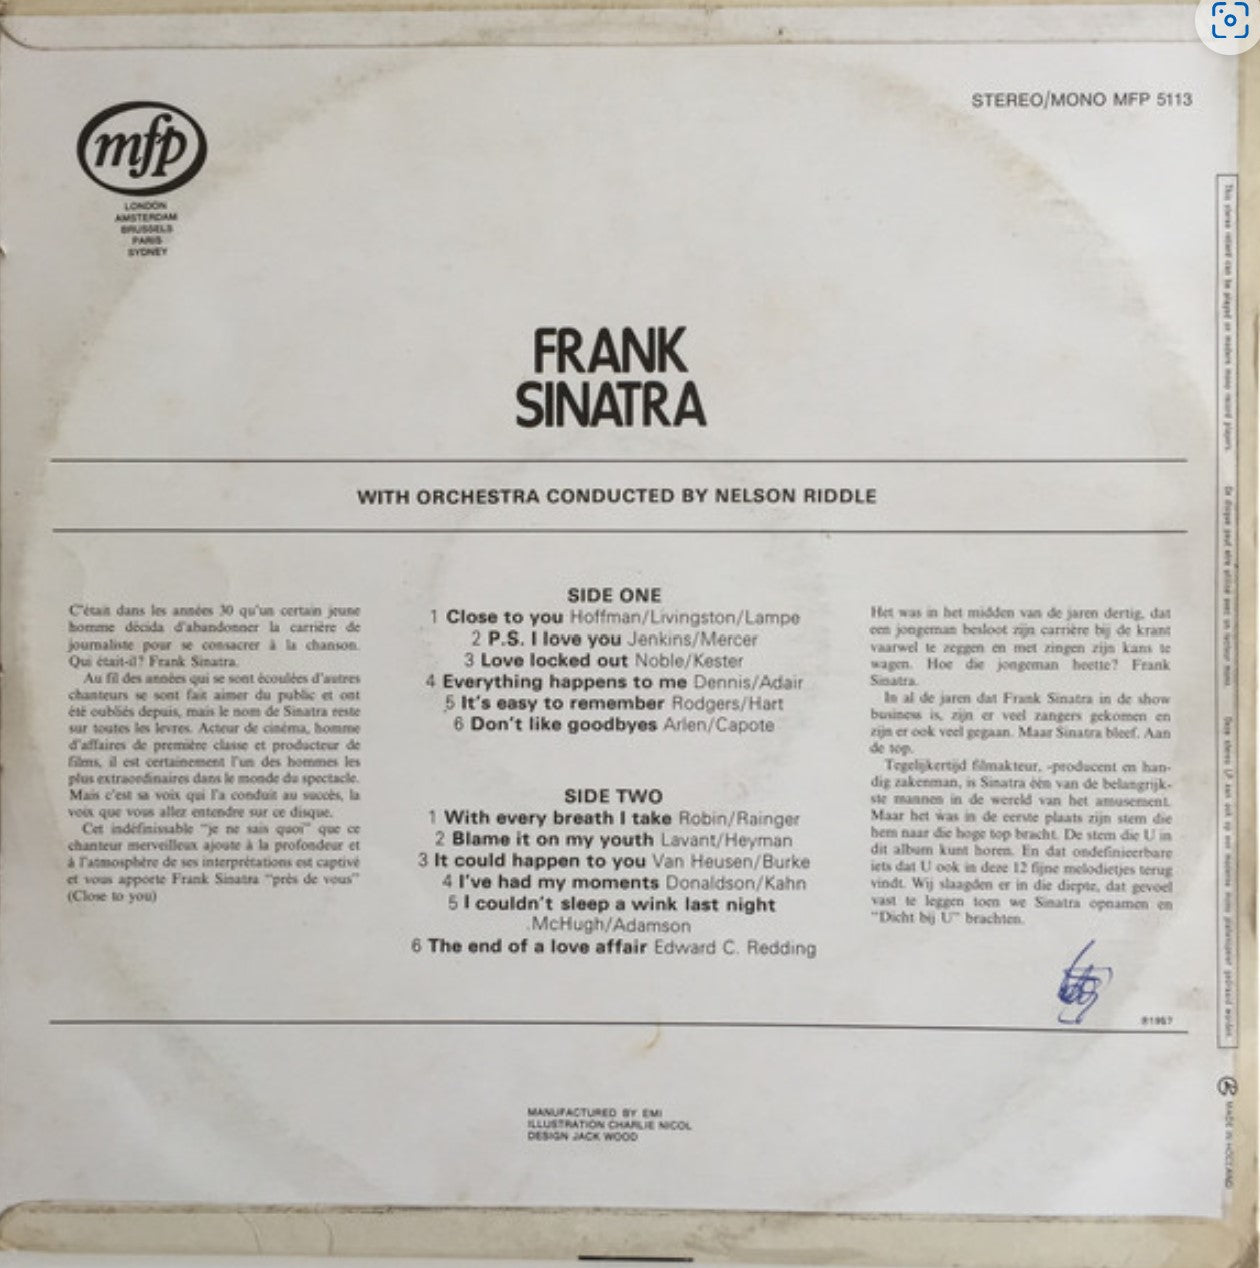 mfp
LONDON
AMSTERDAM
BRUSSELS
PARIS
SYDNEY
STEREO/MONO MFP 5113
FRANK
SINATRA
WITH ORCHESTRA CONDUCTED BY NELSON RIDDLE
C'était dans les années 30 qu'un certain jeune
homme décida d'abandonner la carrière de
journaliste pour se consacrer à la chanson.
Qui était-il? Frank Sinatra.
Au fil des années qui se sont écoulées d'autres
chanteurs se sont fait aimer du public et ont
été oubliés depuis, mais le nom de Sinatra reste
sur toutes les levres. Acteur de cinéma, homme
d'affaires de première classe et producteur de
films, il est certainement l'un des hommes les
plus extraordinaires dans le monde du spectacle.
Mais c'est sa voix qui l'a conduit au succès, la
voix que vous allez entendre sur ce disque.
Cet indéfinissable "je ne sais quoi" que ce
chanteur merveilleux ajoute à la profondeur et
à l'atmosphère de ses interprétations est captivé
et vous apporte Frank Sinatra "près de vous"
(Close to you)
SIDE ONE
1 Close to you Hoffman/Livingston/Lampe
2 P.S. I love you Jenkins/Mercer
3 Love locked out Noble/Kester
4 Everything happens to me Dennis/Adair
5 It's easy to remember Rodgers/Hart
6 Don't like goodbyes Arlen/Capote
SIDE TWO
1 With every breath I take Robin/Rainger
2 Blame it on my youth Lavant/Heyman
3 It could happen to you Van Heusen/Burke
4 I've had my moments Donaldson/Kahn
5 I couldn't sleep a wink last night
McHugh/Adamson
6 The end of a love affair Edward C. Redding
Het was in het midden van de jaren dertig, dat
een jongeman besloot zijn carrière bij de krant
vaarwel te zeggen en met zingen zijn kans te
wagen. Hoe die jongeman heette? Frank
Sinatra.
In al de jaren dat Frank Sinatra in de show
business is, zijn er veel zangers gekomen en
zijn er ook veel gegaan. Maar Sinatra bleef. Aan
de top.
Tegelijkertijd filmakteur, -producent en han-
dig zakenman, is Sinatra één van de belangrijk-
ste mannen in de wereld van het amusement.
Maar het was in de eerste plaats zijn stem die
hem naar die hoge top bracht. De stem die U in
dit album kunt horen. En dat ondefinieerbare
iets dat U ook in deze 12 fijne melodietjes terug
vindt. Wij slaagden er in die diepte, dat gevoel
vast te leggen toen we Sinatra opnamen en
"Dicht bij U" brachten.
MANUFACTURED BY EMI
ILLUSTRATION CHARLIE NICOL
DESIGN JACK WOOD
This stereo record can be played on modern mono record players.
MADE IN HOLLAND